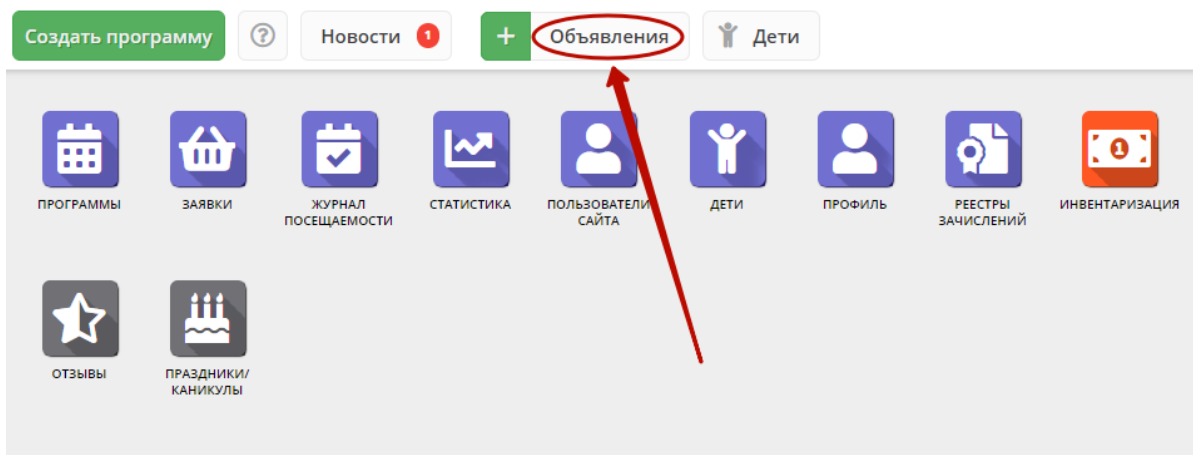 Создать программу
Новости 1
+ Объявления
Дети
ПРОГРАММЫ
ЗАЯВКИ
ЖУРНАЛ
ПОСЕЩАЕМОСТИ
СТАТИСТИКА
ПОЛЬЗОВАТЕЛИ
САЙТА
ДЕТИ
ПРОФИЛЬ
РЕЕСТРЫ
ЗАЧИСЛЕНИЙ
1
ИНВЕНТАРИЗАЦИЯ
ОТЗЫВЫ
ПРАЗДНИКИ/
КАНИКУЛЫ